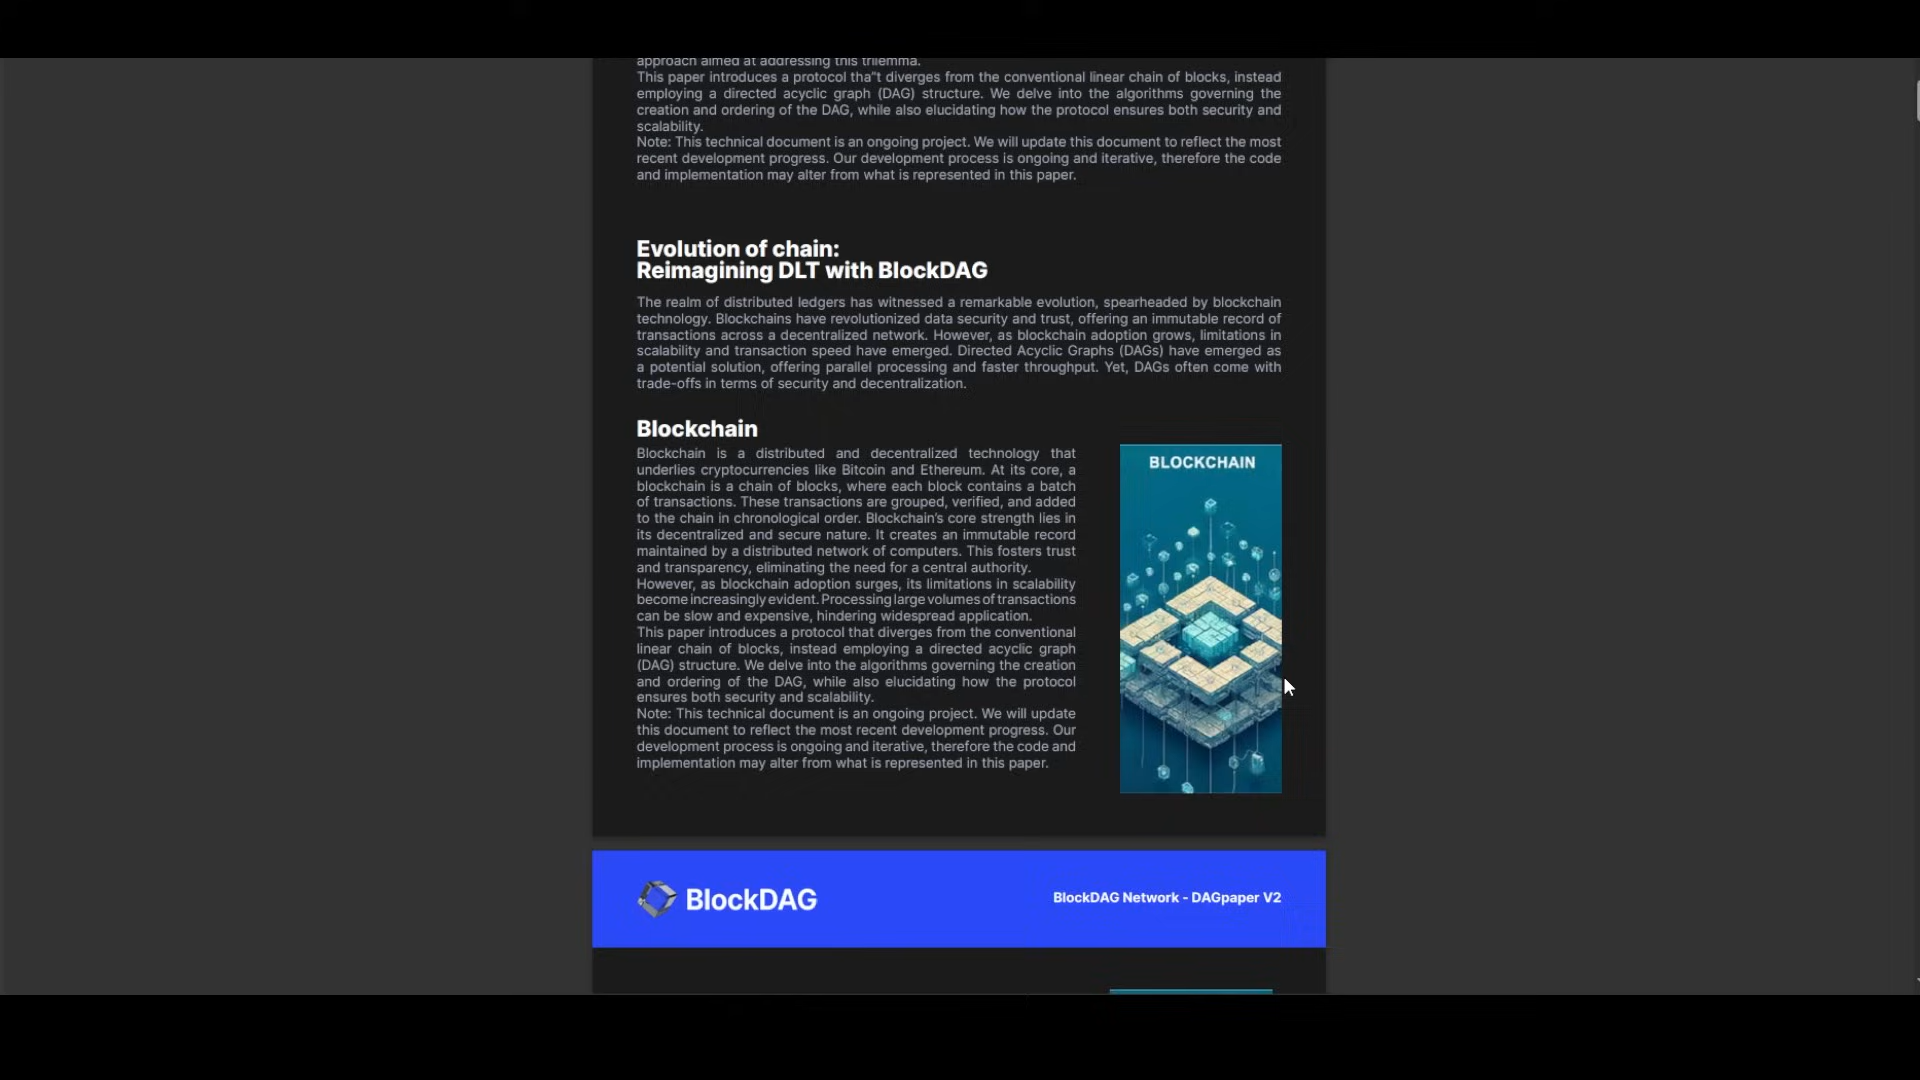 approach aimed at addressing this trilemma.
This paper introduces a protocol tha"t diverges from the conventional linear chain of blocks, instead
employing a directed acyclic graph (DAG) structure. We delve into the algorithms governing the
creation and ordering of the DAG, while also elucidating how the protocol ensures both security and
scalability.
Note: This technical document is an ongoing project. We will update this document to reflect the most
recent development progress. Our development process is ongoing and iterative, therefore the code
and implementation may alter from what is represented in this paper.
Evolution of chain:
Reimagining DLT with BlockDAG
The realm of distributed ledgers has witnessed a remarkable evolution, spearheaded by blockchain
technology. Blockchains have revolutionized data security and trust, offering an immutable record of
transactions across a decentralized network. However, as blockchain adoption grows, limitations in
scalability and transaction speed have emerged. Directed Acyclic Graphs (DAGs) have emerged as
a potential solution, offering parallel processing and faster throughput. Yet, DAGs often come with
trade-offs in terms of security and decentralization.
Blockchain
Blockchain is a distributed and decentralized technology that
underlies cryptocurrencies like Bitcoin and Ethereum. At its core, a
blockchain is a chain of blocks, where each block contains a batch
of transactions. These transactions are grouped, verified, and added
to the chain in chronological order. Blockchain's core strength lies in
its decentralized and secure nature. It creates an immutable record
maintained by a distributed network of computers. This fosters trust
and transparency, eliminating the need for a central authority.
However, as blockchain adoption surges, its limitations in scalability
become increasingly evident. Processing large volumes of transactions
can be slow and expensive, hindering widespread application.
This paper introduces a protocol that diverges from the conventional
linear chain of blocks, instead employing a directed acyclic graph
(DAG) structure. We delve into the algorithms governing the creation
and ordering of the DAG, while also elucidating how the protocol
ensures both security and scalability.
Note: This technical document is an ongoing project. We will update
this document to reflect the most recent development progress. Our
development process is ongoing and iterative, therefore the code and
implementation may alter from what is represented in this paper.
BLOCKCHAIN
BlockDAG
BlockDAG Network - DAGpaper V2